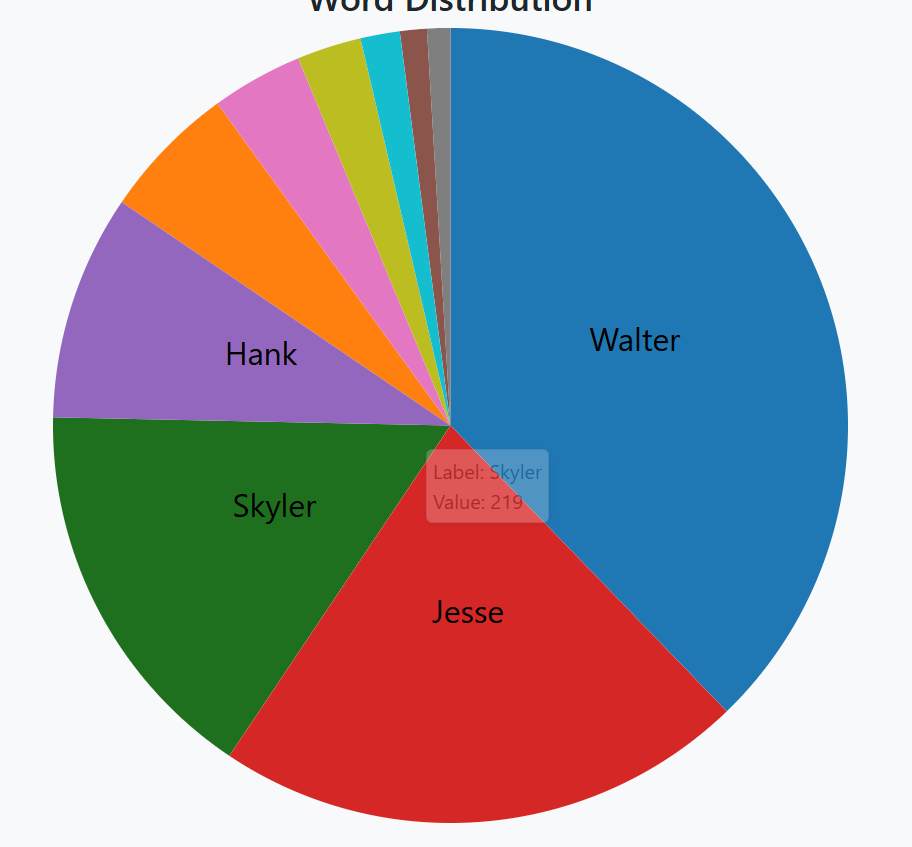 Word Distribution
Walter
Hank
Label: Skyler
Value: 219
Skyler
Jesse